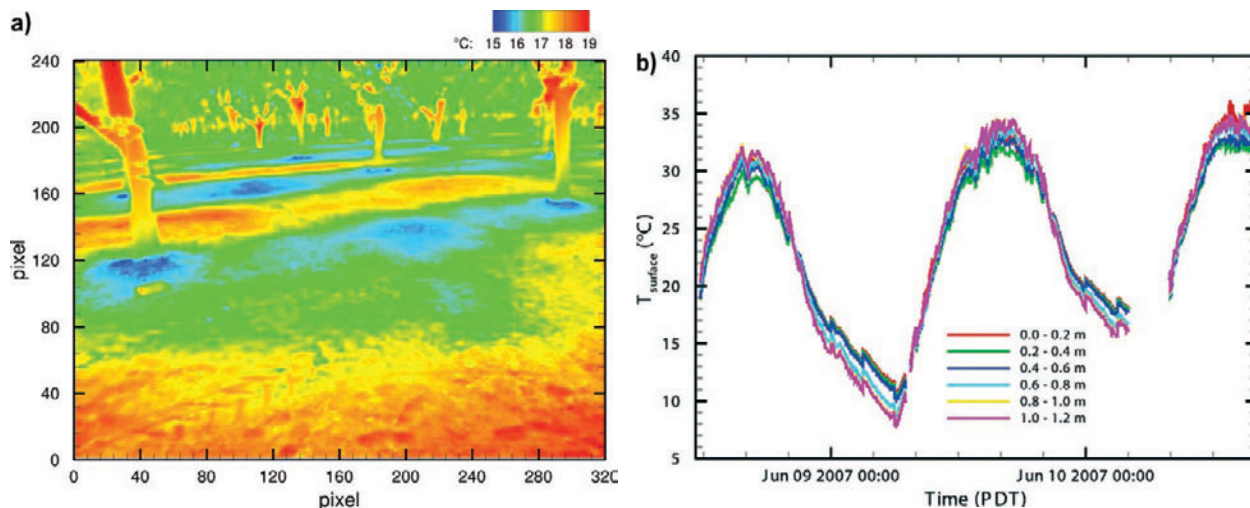 a)
°C: 15 16 17 18 19
240
200
160
120
80
40
0
0 40 80 120 160 200 240 280 320
pixel
pixel
b)
40
35
30
25
20
15
10
5
T surface (°C)
0.0 - 0.2 m
0.2 - 0.4 m
0.4 - 0.6 m
0.6 - 0.8 m
0.8 - 1.0 m
1.0 - 1.2 m
Jun 09 2007 00:00 Jun 10 2007 00:00
Time (PDT)